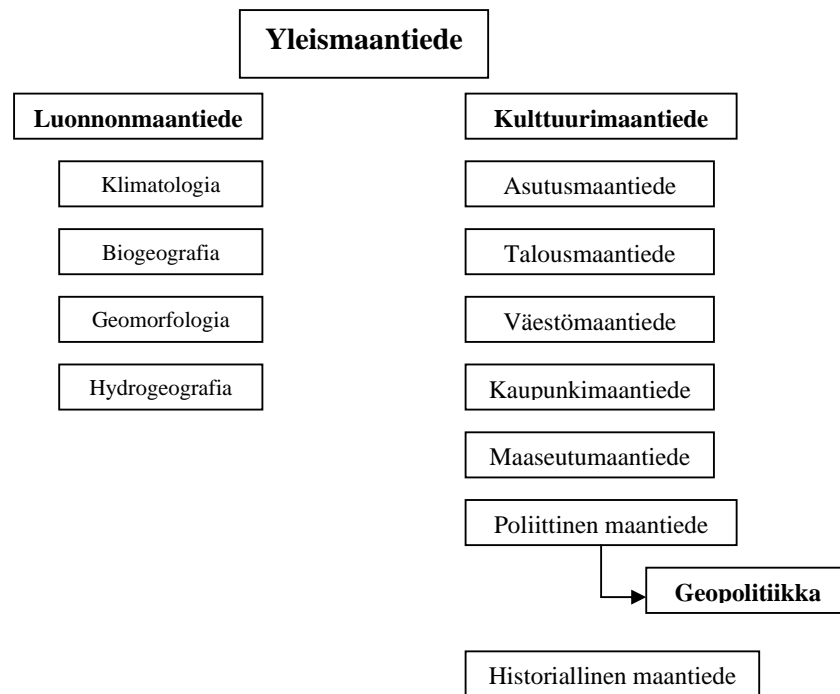 Yleismaantiede
Luonnonmaantiede
Kulttuurimaantiede
Klimatologia
Asutusmaantiede
Biogeografia
Talousmaantiede
Geomorfologia
Väestömaantiede
Hydrogeografia
Kaupunkimaantiede
Maaseutumaantiede
Poliittinen maantiede
Geopolitiikka
Historiallinen maantiede